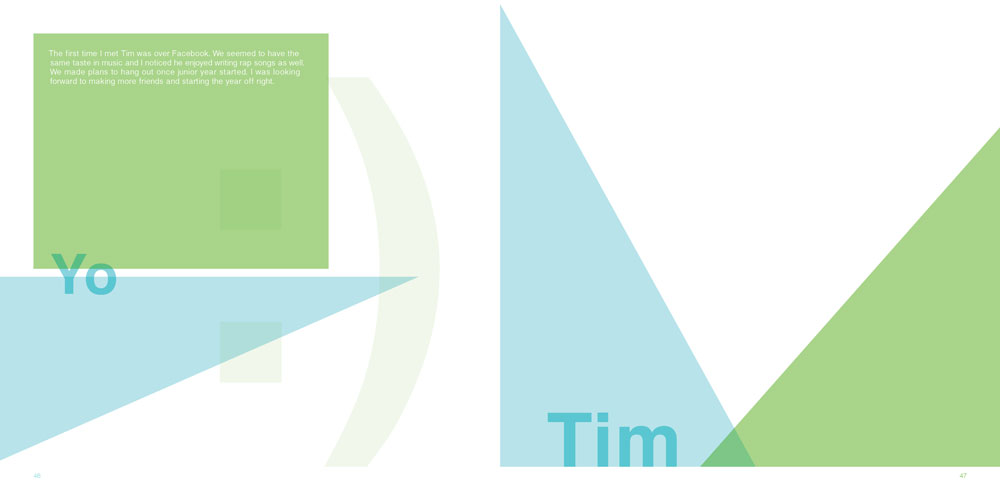 The first time I met Tim was over Facebook. We seemed to have the
same taste in music and I noticed he enjoyed writing rap songs as well.
We made plans to hang out once junior year started. I was looking
forward to making more friends and starting the year off right.
:)
Yo
Tim
46
47